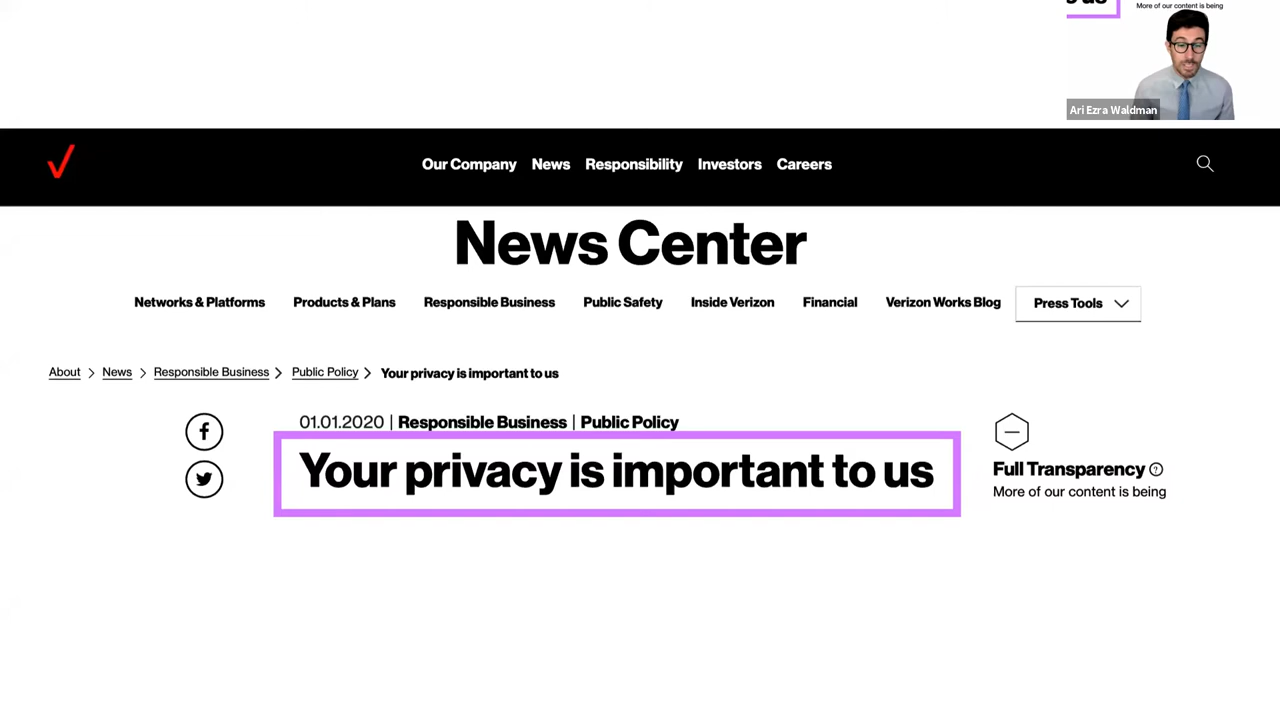 More of our content is being
Ari Ezra Waldman
Our Company News Responsibility Investors Careers
News Center
Networks & Platforms Products & Plans Responsible Business Public Safety Inside Verizon Financial Verizon Works Blog Press Tools
About > News > Responsible Business > Public Policy > Your privacy is important to us
01.01.2020 | Responsible Business | Public Policy
Your privacy is important to us
Full Transparency
More of our content is being